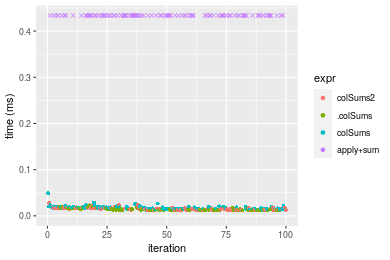 0.4
0.3
0.2
0.1
0.0
time (ms)
0 25 50 75 100
iteration
expr
colSums2
.colSums
colSums
apply+sum